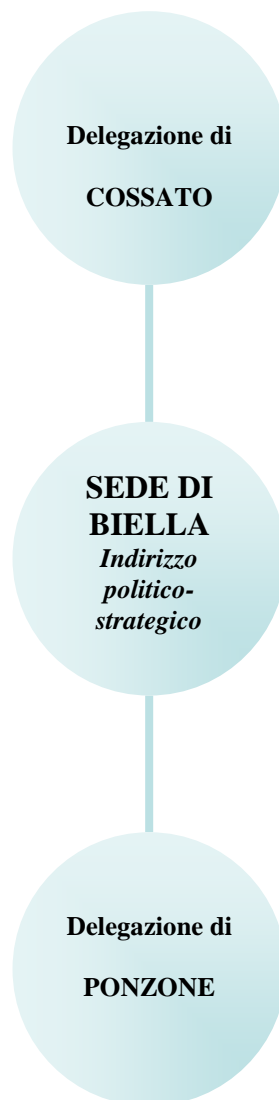 Delegazione di
COSSATO
SEDE DI
BIELLA
Indirizzo
politico-
strategico
Delegazione di
PONZONE